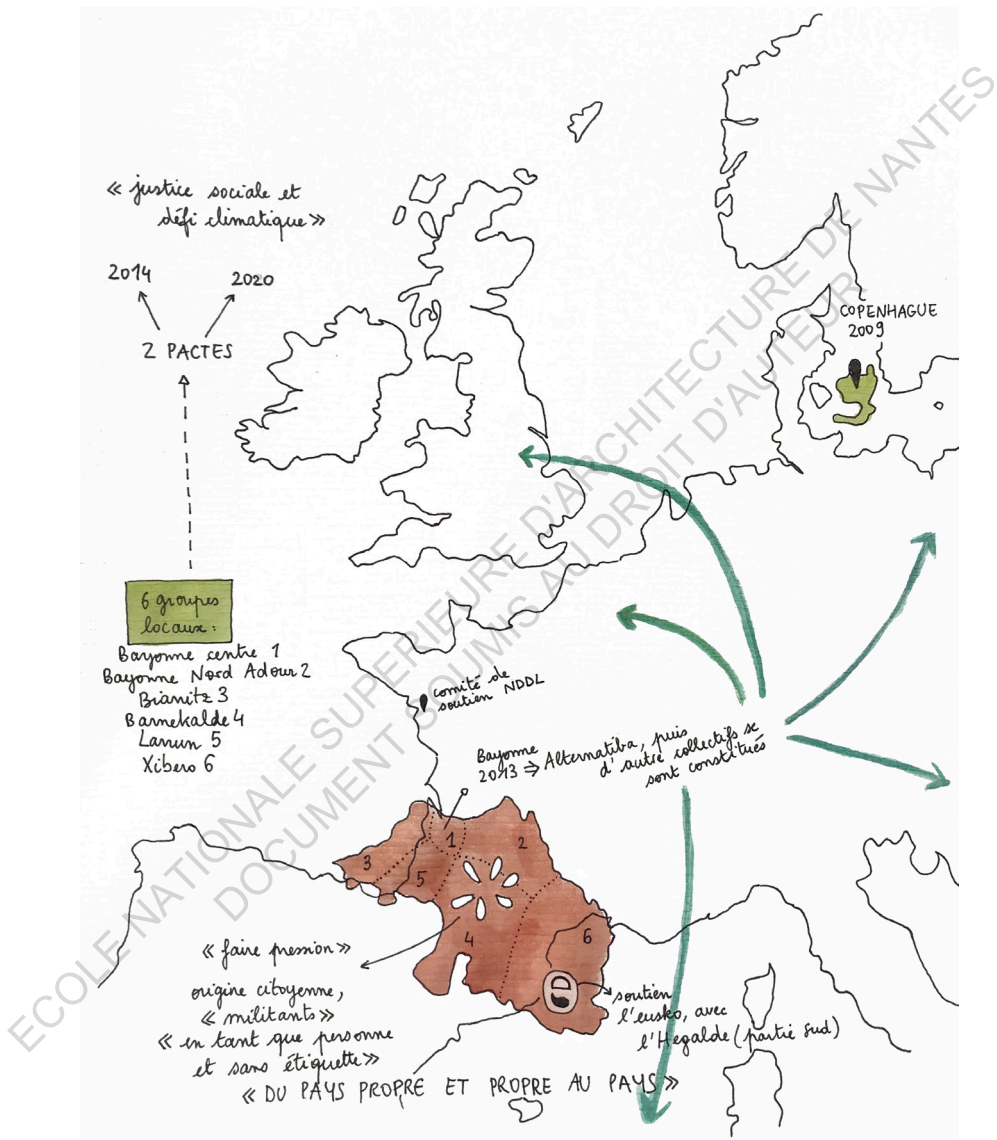 « justice sociale et
défi climatique »
2014
2020
2 PACTES
COPENHAGUE
2009
6 groupes
locaux :
Bayonne centre 1
Bayonne Nord Adour 2
Biarritz 3
Barnekalde 4
Larrun 5
Xibero 6
comité de
soutien NDDL
Bayonne
2013 ⇒ Alternatiba, puis
d'autre collectifs se
sont constitués
1
2
3
5
4
6
« faire pression »
origine citoyenne,
« militants »
« en tant que personne
et sans étiquette »
soutien
l'eusko, avec
l'Hegalde (partie Sud)
« DU PAYS PROPRE ET PROPRE AU PAYS »
ECOLE NATIONALE SUPERIEURE D'ARCHITECTURE DE NANTES
DOCUMENT SOUMIS AU DROIT D'AUTEUR